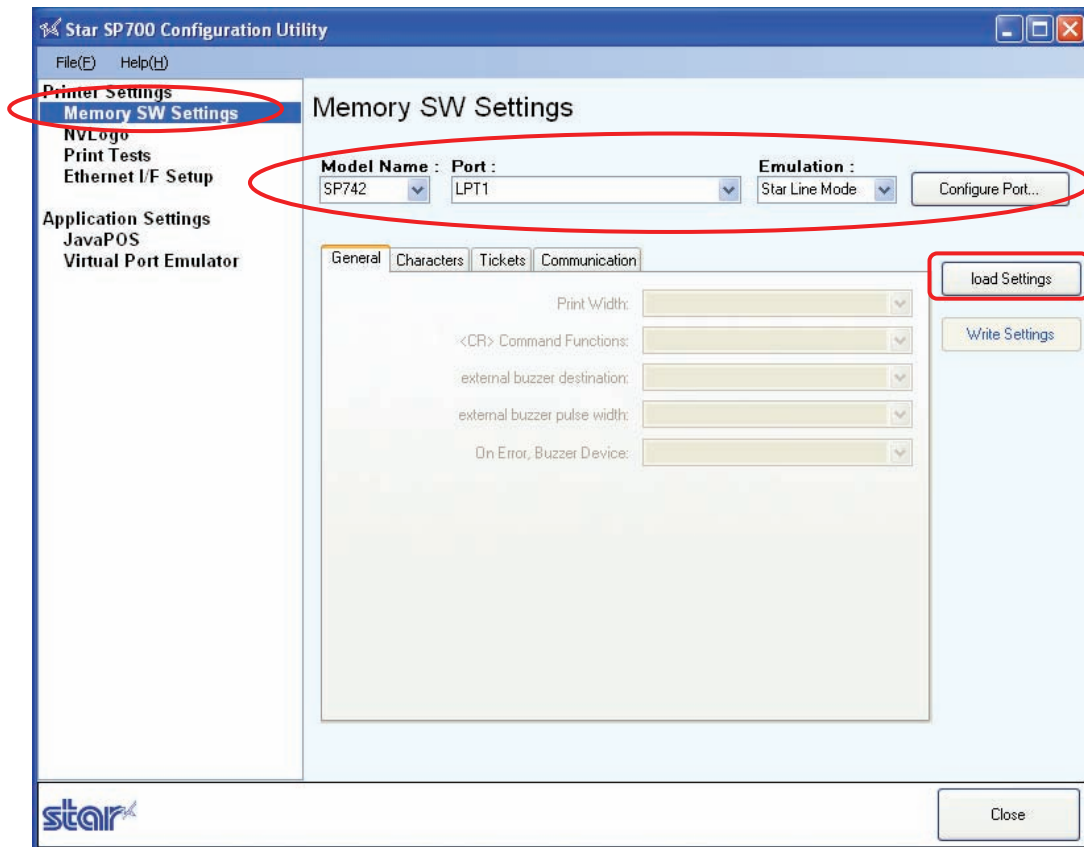 Star SP700 Configuration Utility
File(F) Help(H)
Printer Settings
Memory SW Settings
NVLogo
Print Tests
Ethernet I/F Setup
Application Settings
JavaPOS
Virtual Port Emulator
Memory SW Settings
Model Name : Port : Emulation :
SP742 LPT1 Star Line Mode Configure Port...
General Characters Tickets Communication
load Settings
Write Settings
Print Width:
<CR> Command Functions:
external buzzer destination:
external buzzer pulse width:
On Error, Buzzer Device:
star
Close